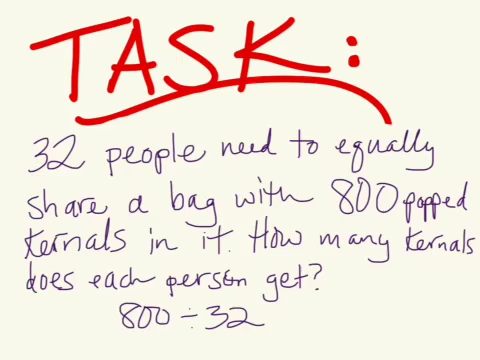 TASK:
32 people need to equally
share a bag with 800 popped
kernals in it. How many kernals
does each person get?
800 ÷ 32